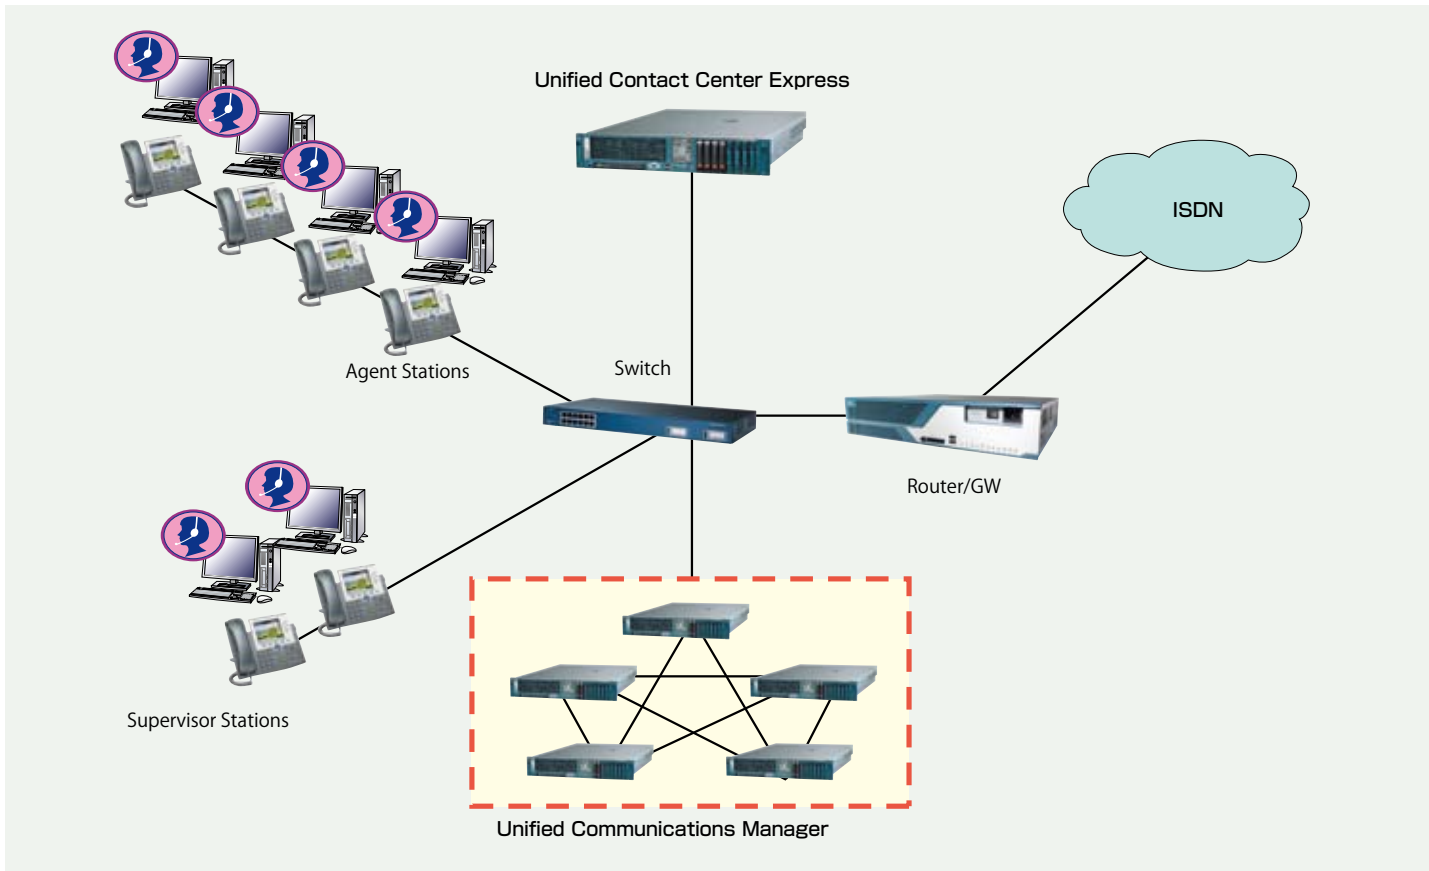 Unified Contact Center Express
ISDN
Switch
Agent Stations
Router/GW
Supervisor Stations
Unified Communications Manager